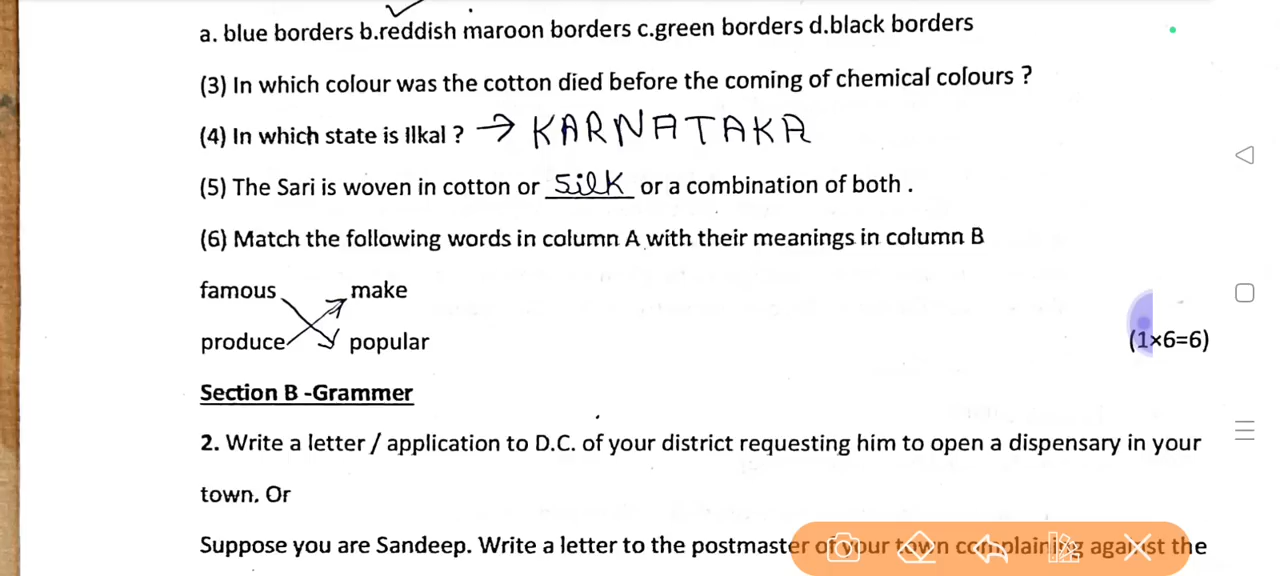 a. blue borders b.reddish maroon borders c.green borders d.black borders
(3) In which colour was the cotton died before the coming of chemical colours ?
(4) In which state is Ilkal ? → KARNATAKA
(5) The Sari is woven in cotton or silk or a combination of both .
(6) Match the following words in column A with their meanings in column B
famous make
produce popular (1×6=6)
Section B -Grammer
2. Write a letter / application to D.C. of your district requesting him to open a dispensary in your
town. Or
Suppose you are Sandeep. Write a letter to the postmaster of your town complaining against the